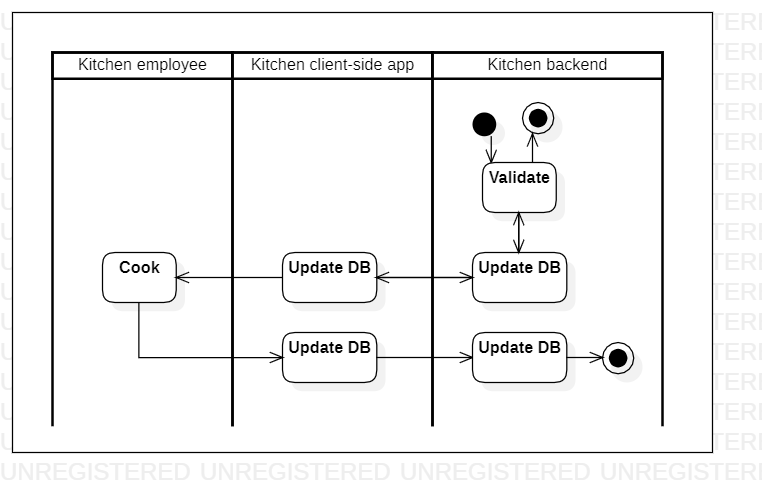 Kitchen employee Kitchen client-side app Kitchen backend
Validate
Cook Update DB Update DB
Update DB Update DB
UNREGISTERED UNREGISTERED UNREGISTERED UNREGISTERI